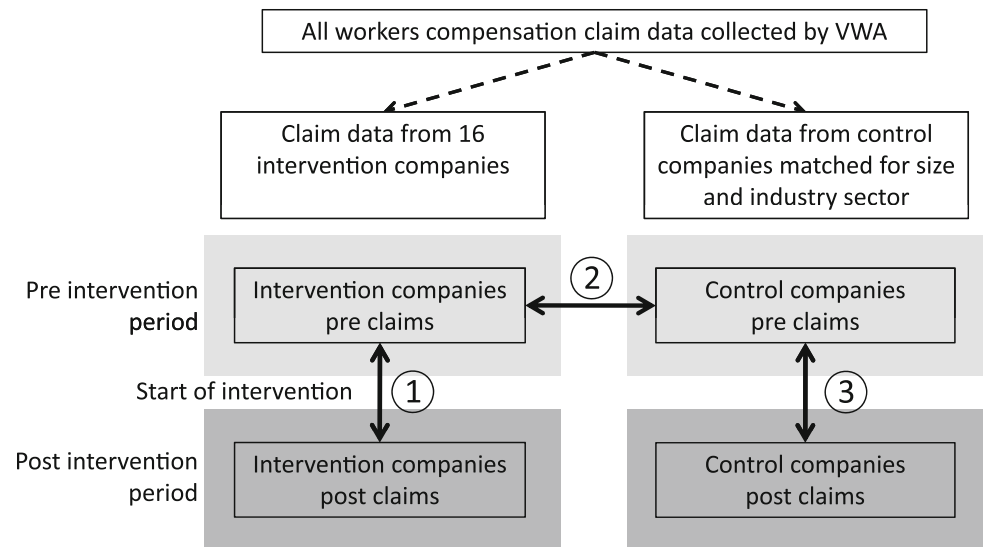 All workers compensation claim data collected by VWA
Claim data from 16
intervention companies
Claim data from control
companies matched for size
and industry sector
Pre intervention
period
Intervention companies
pre claims
2
Control companies
pre claims
Start of intervention
1
3
Post intervention
period
Intervention companies
post claims
Control companies
post claims